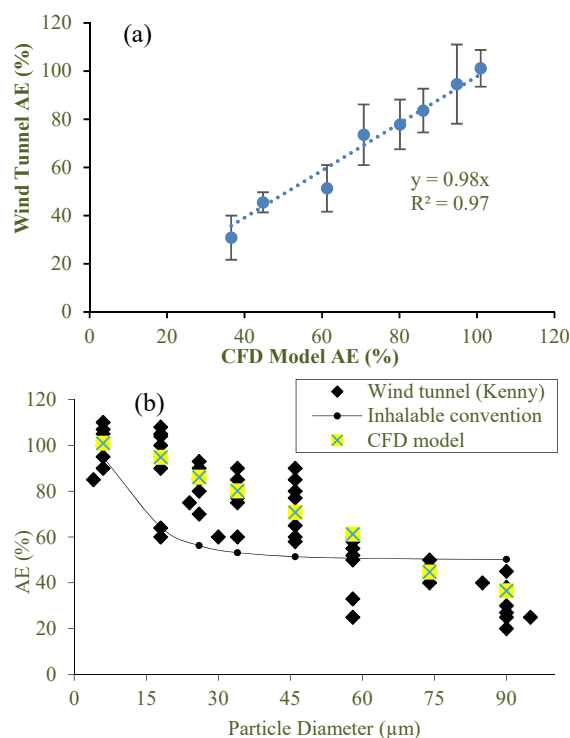 (a)
Wind Tunnel AE (%)
120
100
80
60
40
20
0
y = 0.98x
R² = 0.97
0 20 40 60 80 100 120
CFD Model AE (%)
(b)
Wind tunnel (Kenny)
Inhalable convention
CFD model
AE (%)
120
100
80
60
40
20
0
0 15 30 45 60 75 90
Particle Diameter (µm)